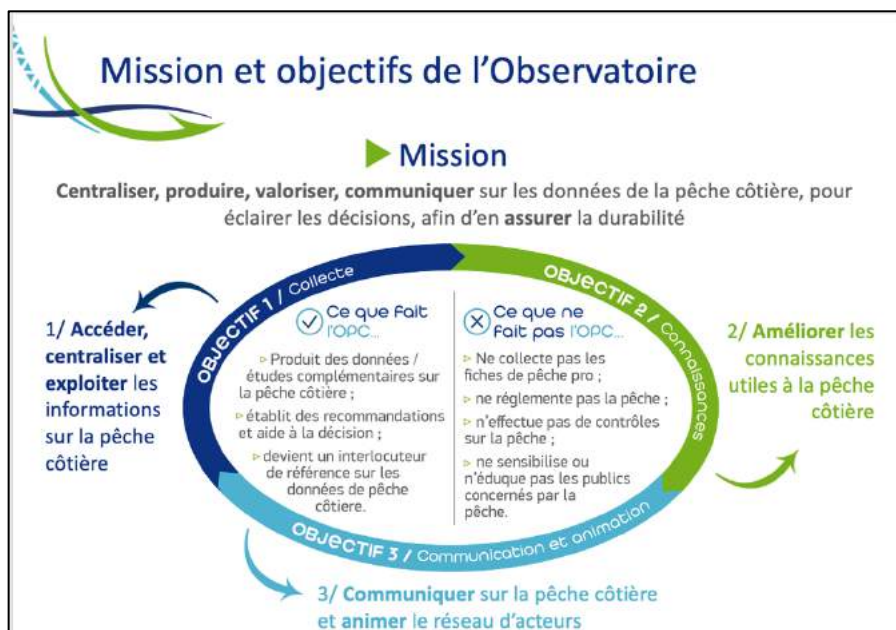 Mission et objectifs de l'Observatoire
Mission
Centraliser, produire, valoriser, communiquer sur les données de la pêche côtière, pour
éclairer les décisions, afin d'en assurer la durabilité
OBJECTIF 1 / Collecte
OBJECTIF 2 / Connaissances
1/ Accéder,
centraliser et
exploiter les
informations
sur la pêche
côtière
Ce que fait
l'OPC...
Produit des données /
études complémentaires sur
la pêche côtière ;
établit des recommandations
et aide à la décision ;
devient un interlocuteur
de référence sur les
données de pêche
côtiere.
Ce que ne
fait pas l'OPC...
Ne collecte pas les
fiches de pêche pro ;
ne réglemente pas la pêche ;
n'effectue pas de contrôles
sur la pêche ;
ne sensibilise ou
n'éduque pas les publics
concernés par la
pêche.
2/ Améliorer les
connaissances
utiles à la pêche
côtière
OBJECTIF 3 / Communication et animation
3/ Communiquer sur la pêche côtière
et animer le réseau d'acteurs